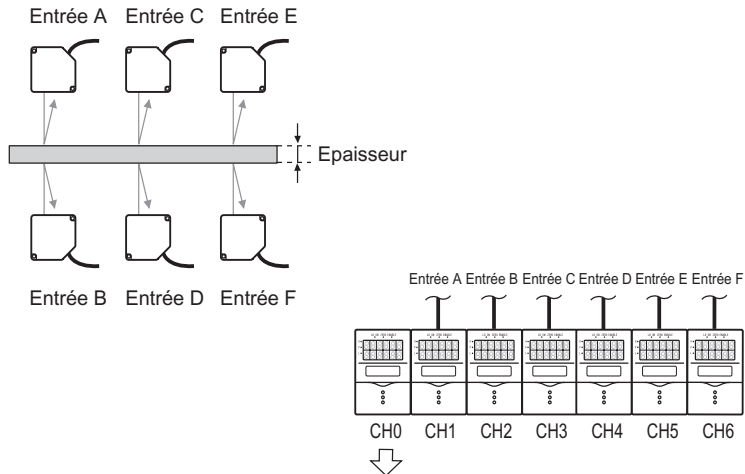 Entrée A Entrée C Entrée E
Epaisseur
Entrée B Entrée D Entrée F
Entrée A Entrée B Entrée C Entrée D Entrée E Entrée F
CH0 CH1 CH2 CH3 CH4 CH5 CH6